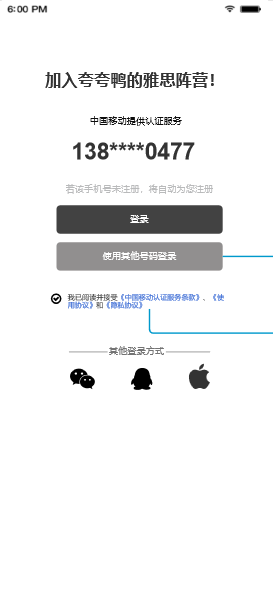 6:00 PM
加入夸夸鸭的雅思阵营！
中国移动提供认证服务
138****0477
若该手机号未注册，将自动为您注册
登录
使用其他号码登录
我已阅读并接受《中国移动认证服务条款》、《使
用协议》和《隐私协议》
其他登录方式